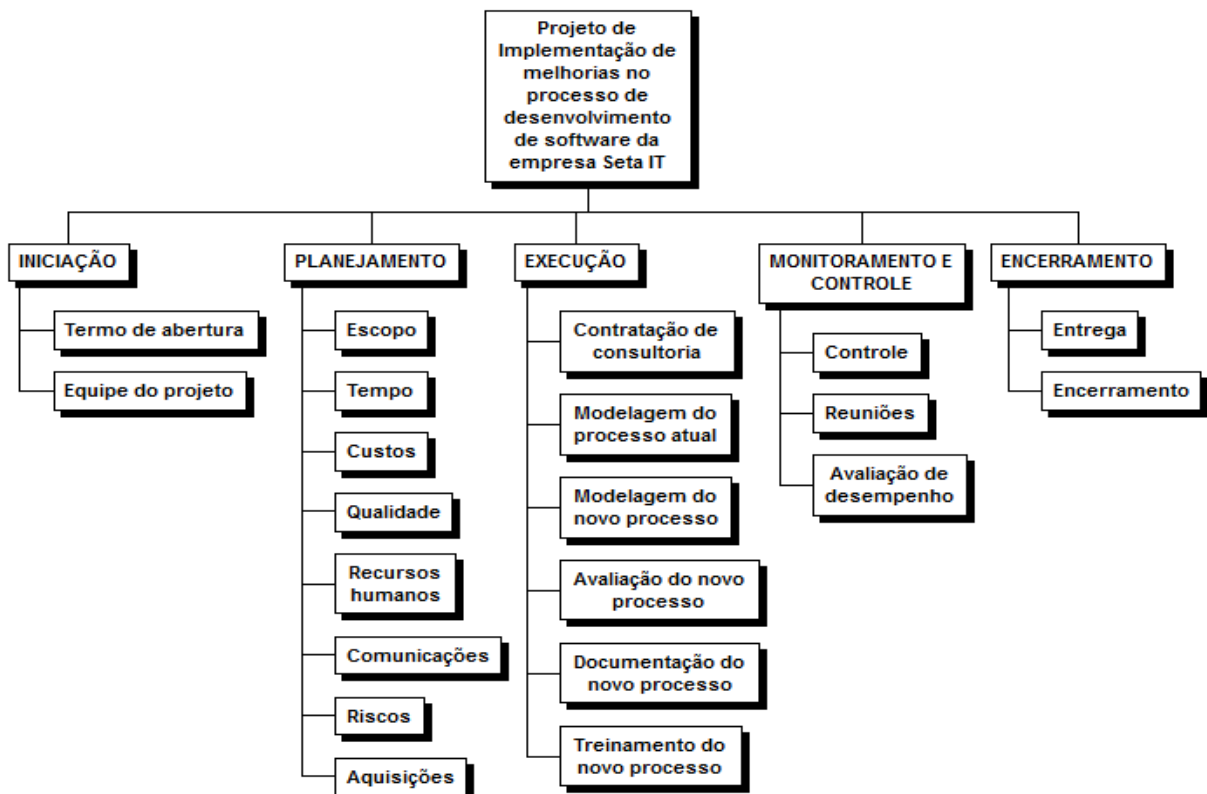 Projeto de
Implementação de
melhorias no
processo de
desenvolvimento
de software da
empresa Seta IT
INICIAÇÃO
Termo de abertura
Equipe do projeto
PLANEJAMENTO
Escopo
Tempo
Custos
Qualidade
Recursos
humanos
Comunicações
Riscos
Aquisições
EXECUÇÃO
Contratação de
consultoria
Modelagem do
processo atual
Modelagem do
novo processo
Avaliação do novo
processo
Documentação do
novo processo
Treinamento do
novo processo
MONITORAMENTO E
CONTROLE
Controle
Reuniões
Avaliação de
desempenho
ENCERRAMENTO
Entrega
Encerramento